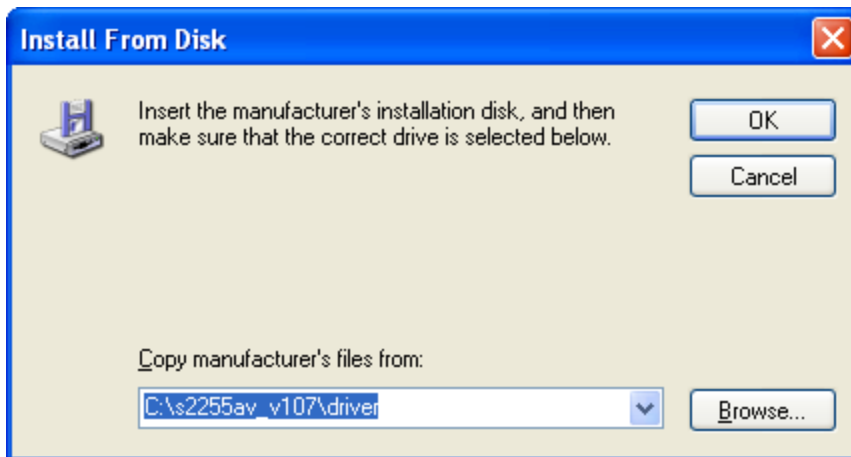 Install From Disk
Insert the manufacturer's installation disk, and then
make sure that the correct drive is selected below.
OK
Cancel
Copy manufacturer's files from:
C:\s2255av_v107\driver
Browse...